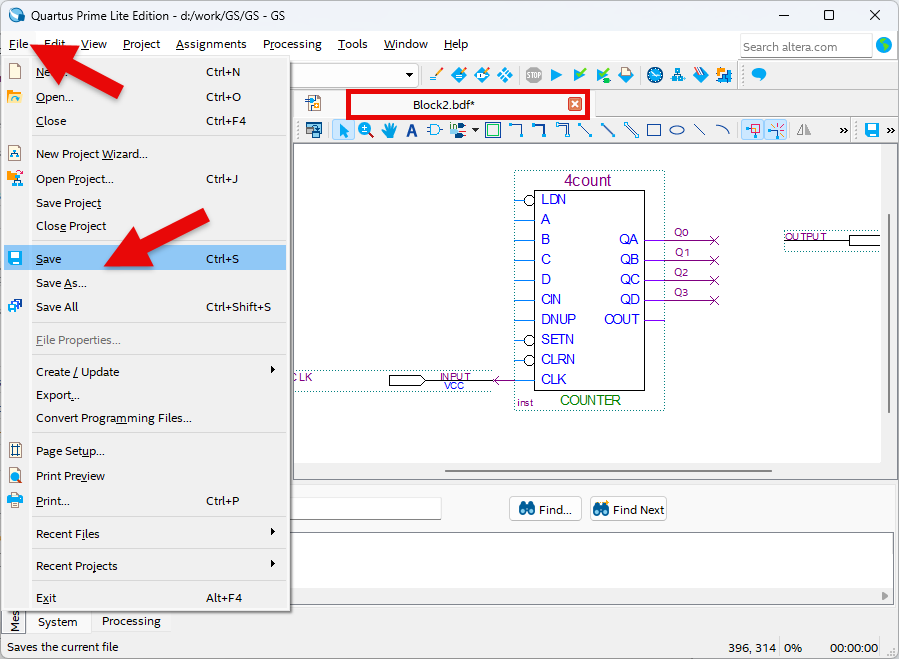 Quartus Prime Lite Edition - d:/work/GS/GS - GS
File Edit View Project Assignments Processing Tools Window Help
Search altera.com
Ctrl+N
Open... Ctrl+O
Close Ctrl+F4
New Project Wizard...
Open Project... Ctrl+J
Save Project
Close Project
Save Ctrl+S
Save As...
Save All Ctrl+Shift+S
File Properties...
Create / Update
Export...
Convert Programming Files...
Page Setup...
Print Preview
Print... Ctrl+P
Recent Files
Recent Projects
Exit Alt+F4
STOP
Block2.bdf*
A
4count
LDN
A
B QA Q0
C QB Q1
D QC Q2
CIN QD Q3
DNUP COUT
SETN
CLRN
CLK
inst COUNTER
OUTPUT
CLK
INPUT
VCC
Find... Find Next
System Processing
Saves the current file
396, 314 0% 00:00:00